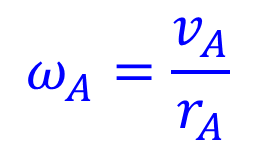 ω_A = v_A / r_A